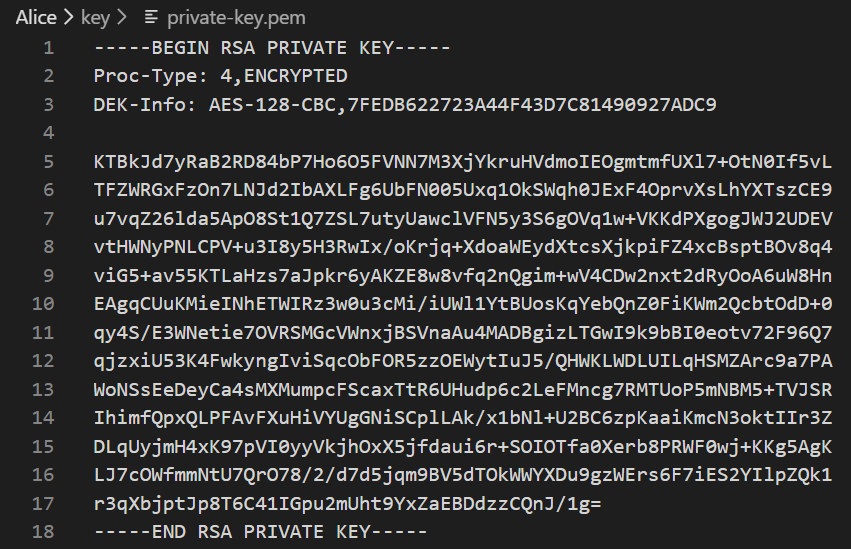 Alice > key > private-key.pem
1 -----BEGIN RSA PRIVATE KEY-----
2 Proc-Type: 4,ENCRYPTED
3 DEK-Info: AES-128-CBC,7FEDB622723A44F43D7C81490927ADC9
4
5 KTBkJd7yRaB2RD84bP7Ho6O5FVNN7M3XjYkruHVdmoIEOgmtmfUXl7+OtN0If5vL
6 TFZWRGxFzOn7LNJd2IbAXLFg6UbFN005Uxq1OkSWqh0JExF4OprvXsLhYXTszCE9
7 u7vqZ26lda5ApO8St1Q7ZSL7utyUawclVFN5y3S6gOVq1w+VKKdPXgogJWJ2UDEV
8 vtHWNyPNLCPV+u3I8y5H3RwIx/oKrjq+XdoaWEydXtcsXjkpiFZ4xcBsptBOv8q4
9 viG5+av55KTLaHzs7aJpkr6yAKZE8w8vfq2nQgim+wV4CDw2nxt2dRyOoA6uW8Hn
10 EAgqCUuKMieINhETWIRz3w0u3cMi/iUWl1YtBUosKqYebQnZ0FiKWm2QcbtOdD+0
11 qy4S/E3WNetie7OVRSMGcVWnxjBSVnaAu4MADBgizLTGwI9k9bBI0eotv72F96Q7
12 qjzxiU53K4FwkyngIviSqcObFOR5zzOEWytIuJ5/QHWKLWDLUILqHSMZArc9a7PA
13 WoNSsEeDeyCa4sMXMumpcFScaxTtR6UHudp6c2LeFMncg7RMTUoP5mNBM5+TVJSR
14 IhimfQpxQLPFAvFXuHiVYUgGNiSCplLAk/x1bNl+U2BC6zpKaaiKmcN3oktIIr3Z
15 DLqUyjmH4xK97pVI0yyVkjhOxX5jfdaui6r+SOIOTfa0Xerb8PRWF0wj+KKg5AgK
16 LJ7cOWfmmNtU7QrO78/2/d7d5jqm9BV5dTOkWWYXDu9gzWErs6F7iES2YIlpZQk1
17 r3qXbjptJp8T6C41IGpu2mUht9YxZaEBDdzzCQnJ/1g=
18 -----END RSA PRIVATE KEY-----